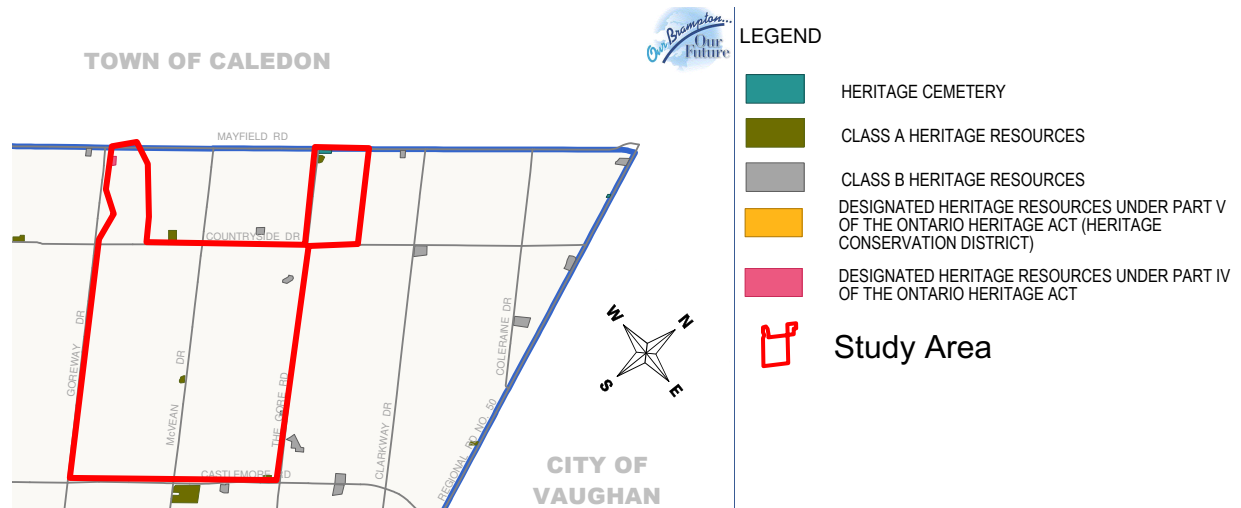 TOWN OF CALEDON
Our Brampton...
Our
Future
LEGEND
HERITAGE CEMETERY
CLASS A HERITAGE RESOURCES
CLASS B HERITAGE RESOURCES
DESIGNATED HERITAGE RESOURCES UNDER PART V
OF THE ONTARIO HERITAGE ACT (HERITAGE
CONSERVATION DISTRICT)
DESIGNATED HERITAGE RESOURCES UNDER PART IV
OF THE ONTARIO HERITAGE ACT
Study Area
MAYFIELD RD
COUNTRYSIDE DR
GOREWAY DR
McVEAN DR
THE GORE RD
CLARKWAY DR
COLERAINE DR
REGIONAL RD NO. 50
CASTLEMORE RD
W
N
S
E
CITY OF
VAUGHAN